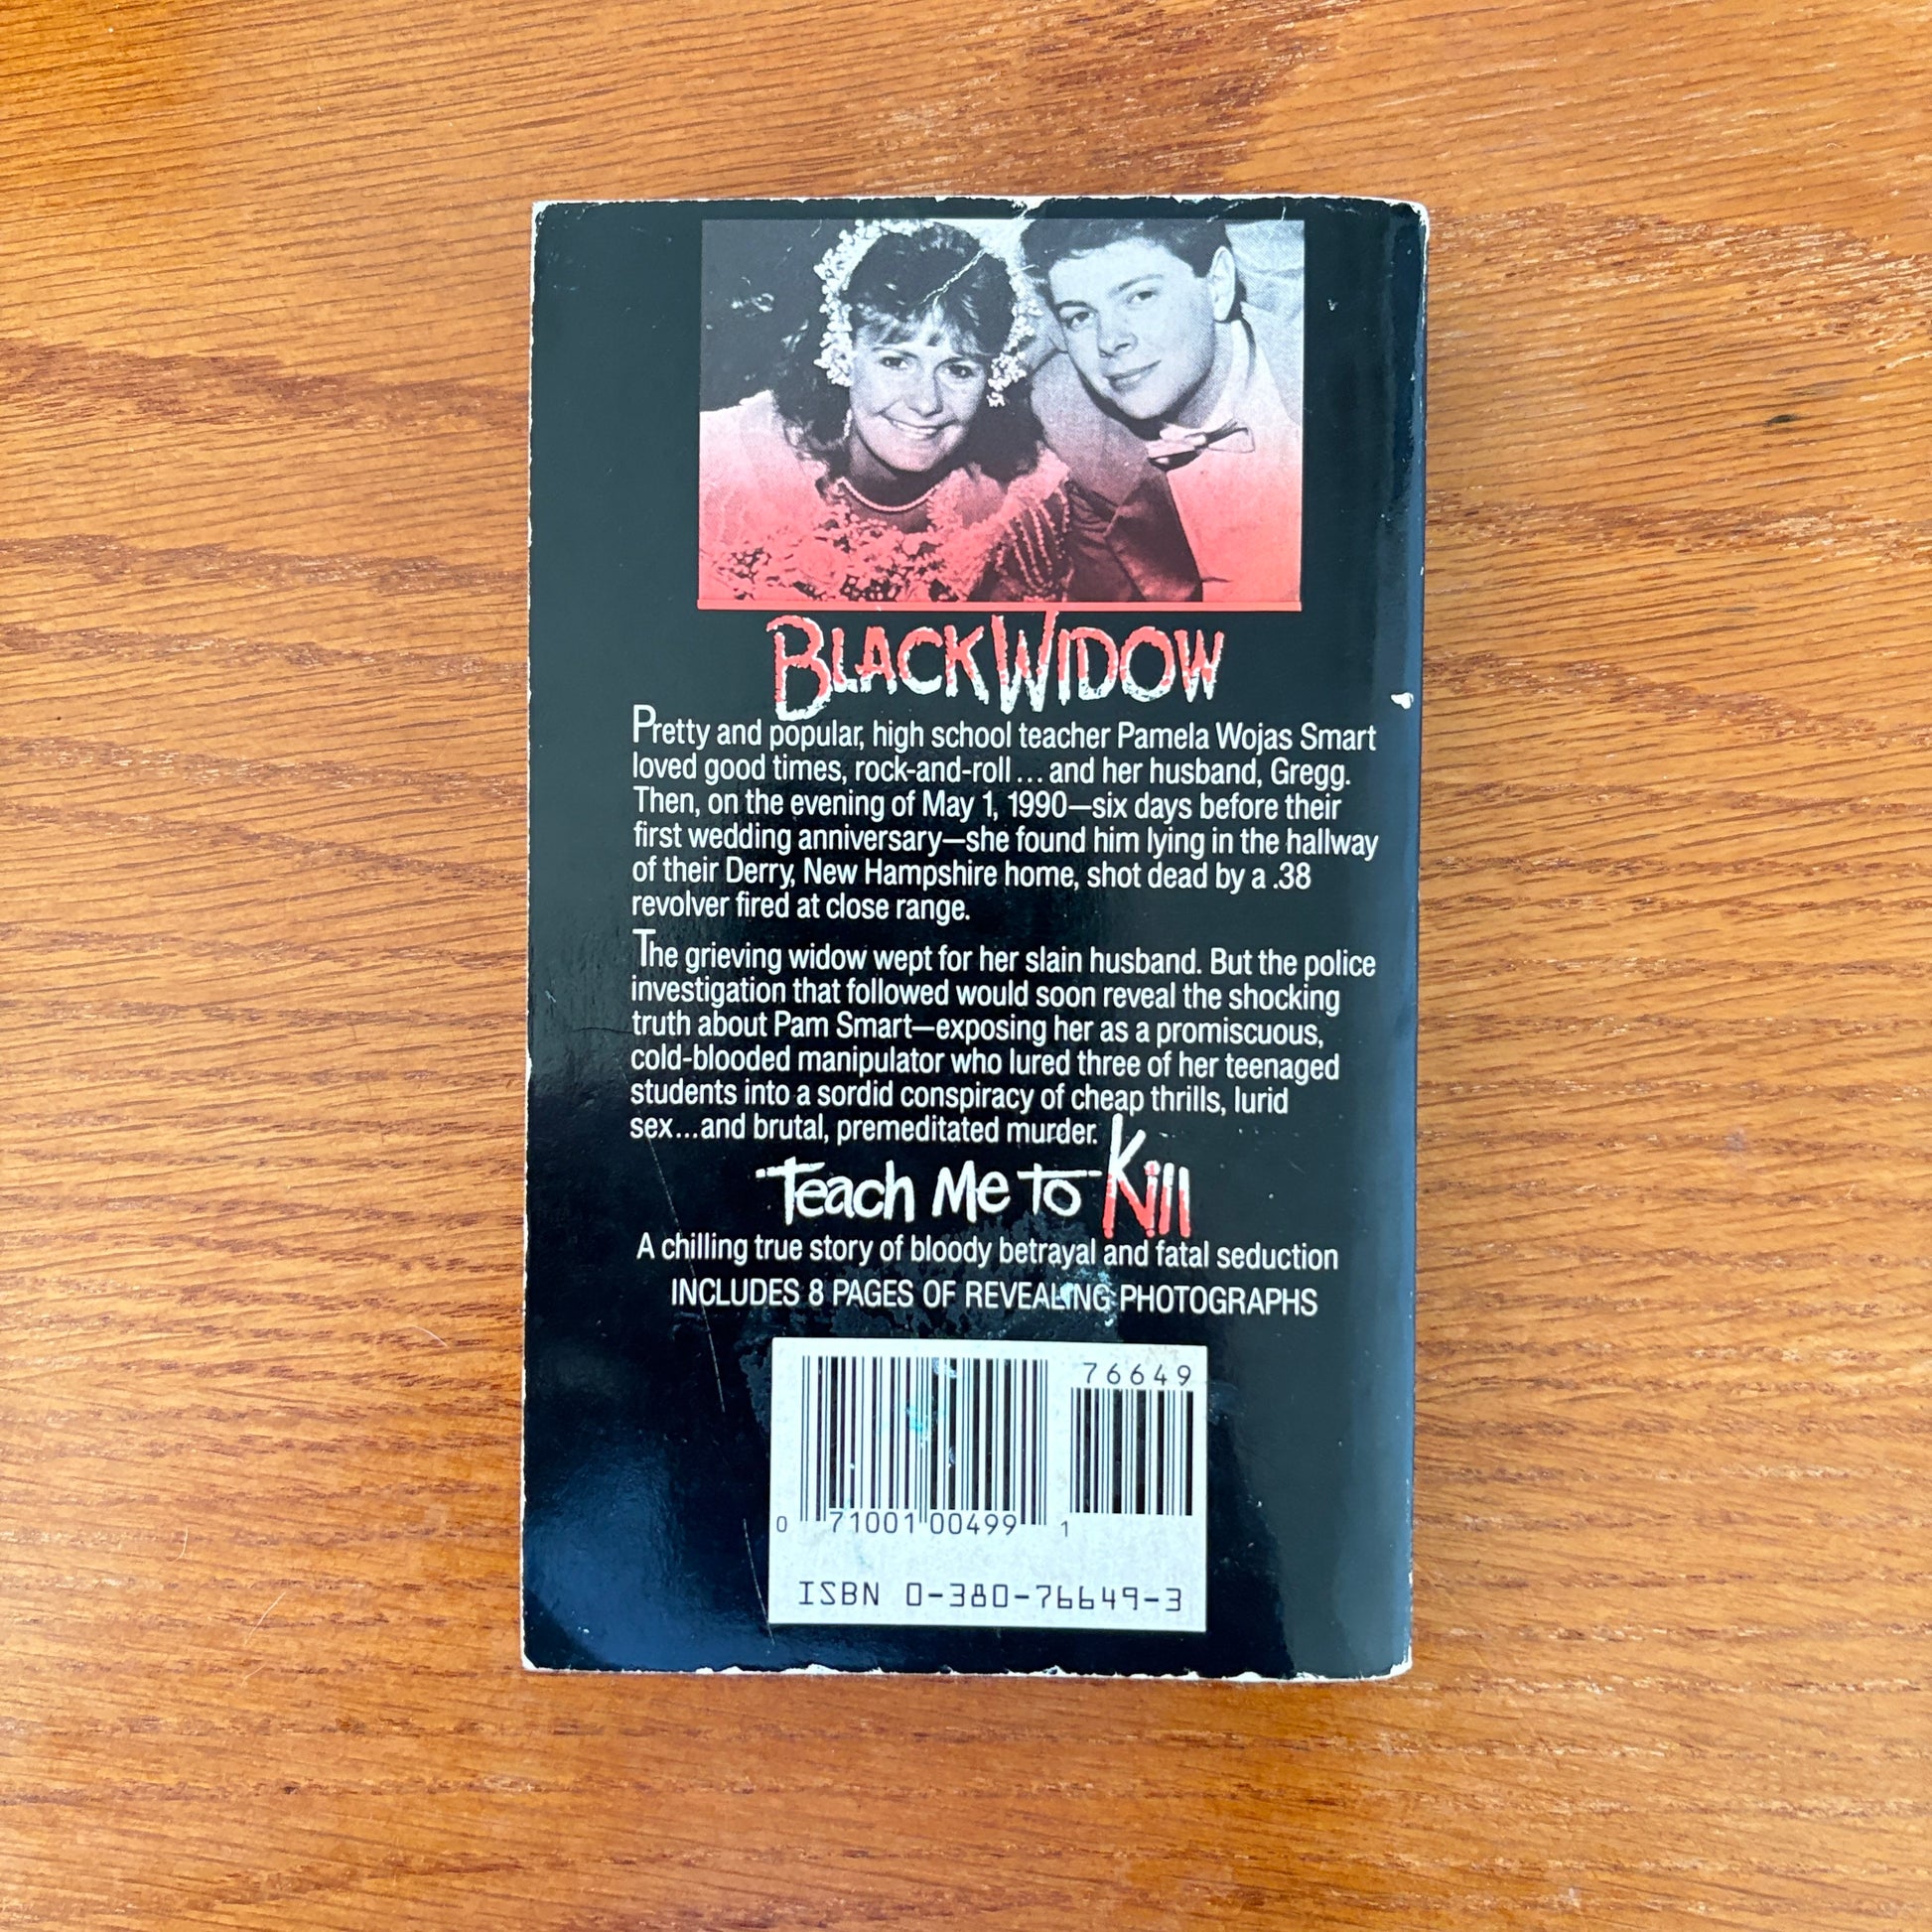 BLACK WIDOW
Pretty and popular, high school teacher Pamela Wojas Smart
loved good times, rock-and-roll...and her husband, Gregg.
Then, on the evening of May 1, 1990—six days before their
first wedding anniversary—she found him lying in the hallway
of their Derry, New Hampshire home, shot dead by a .38
revolver fired at close range.
The grieving widow wept for her slain husband. But the police
investigation that followed would soon reveal the shocking
truth about Pam Smart—exposing her as a promiscuous,
cold-blooded manipulator who lured three of her teenaged
students into a sordid conspiracy of cheap thrills, lurid
sex...and brutal, premeditated murder.
Teach Me To Kill
A chilling true story of bloody betrayal and fatal seduction
INCLUDES 8 PAGES OF REVEALING PHOTOGRAPHS
76649
0 71001 00499 1
ISBN 0-380-76649-3